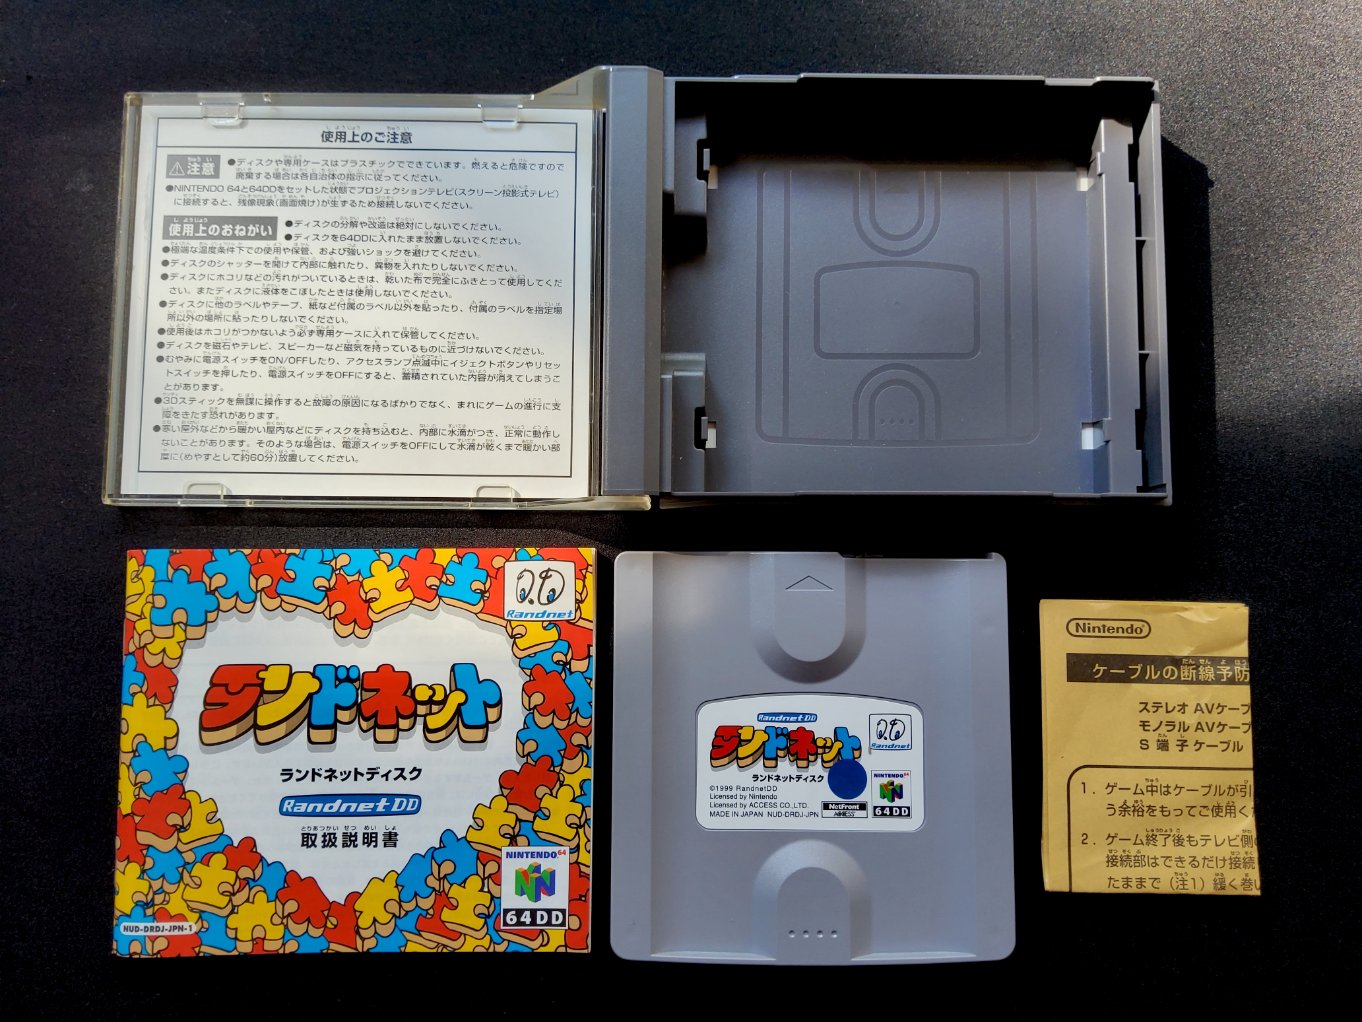 使用上のご注意
注意
●ディスクや専用ケースはプラスチックでできています。燃えると危険ですので
廃棄する場合は各自治体の指示に従ってください。
●NINTENDO 64と64DDをセットした状態でプロジェクションテレビ(スクリーン投影式テレビ)
に接続すると、残像現象(画面焼け)が生ずるため接続しないでください。
使用上のおねがい
●ディスクの分解や改造は絶対にしないでください。
●ディスクを64DDに入れたまま放置しないでください。
●極端な温度条件下での使用や保管、および強いショックを避けてください。
●ディスクのシャッターを開けて内部に触れたり、異物を入れたりしないでください。
●ディスクにホコリなどの汚れがついているときは、乾いた布で完全にふきとって使用してくだ
さい。またディスクに液体をこぼしたときは使用しないでください。
●ディスクに他のラベルやテープ、紙など付属のラベル以外を貼ったり、付属のラベルを指定場
所以外の場所に貼ったりしないでください。
●使用後はホコリがつかないよう必ず専用ケースに入れて保管してください。
●ディスクを磁石やテレビ、スピーカーなど磁気を持っているものに近づけないでください。
●むやみに電源スイッチをON/OFFしたり、アクセスランプ点滅中にイジェクトボタンやリセッ
トスイッチを押したり、電源スイッチをOFFにすると、蓄積されていた内容が消えてしまうこ
とがあります。
●3Dスティックを無謀に操作すると故障の原因になるばかりでなく、まれにゲームの進行に支
障をきたす恐れがあります。
●寒い屋外などから暖かい屋内などにディスクを持ち込むと、内部に水滴がつき、正常に動作し
ないことがあります。そのような場合は、電源スイッチをOFFにして水滴が乾くまで暖かい部
屋に(めやすとして約60分)放置してください。
Randnet
ランドネット
ランドネットディスク
RandnetDD
とりあつかい せつ めい しょ
取扱説明書
NINTENDO 64
64DD
NUD-DRDJ-JPN-1
RandnetDD
ランドネット
Randnet
ランドネットディスク
©1999 RandnetDD
Licensed by Nintendo
Licensed by ACCESS CO.,LTD.
MADE IN JAPAN NUD-DRDJ-JPN
NetFront
ACCESS
NINTENDO 64
64DD
Nintendo
ケーブルの断線予防
ステレオ AVケーブ
モノラル AVケーブ
S 端子 ケーブル
1. ゲーム中はケーブルが引
う余裕をもってご使用く
2. ゲーム終了後もテレビ側
接続部はできるだけ接続
たままで(注1)緩く巻